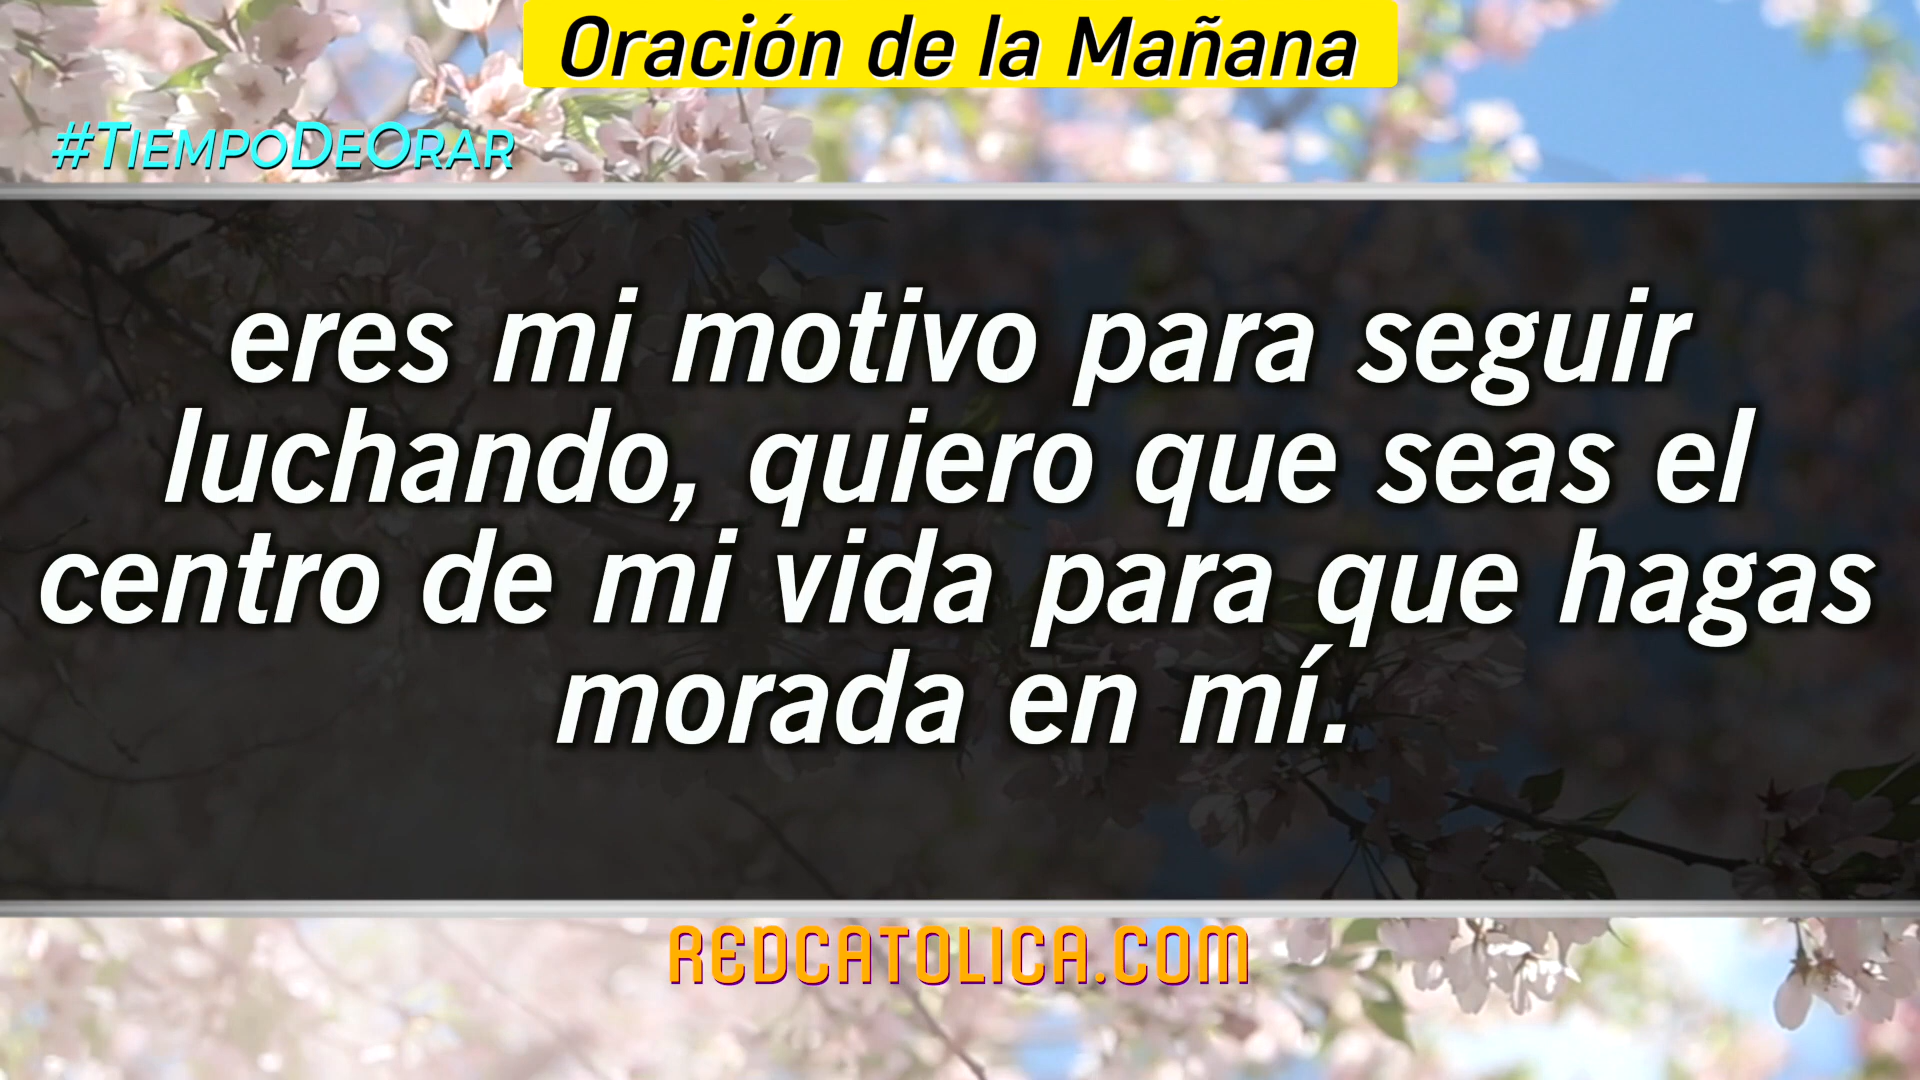 Oración de la Mañana
#TiempoDeOrar
eres mi motivo para seguir
luchando, quiero que seas el
centro de mi vida para que hagas
morada en mí.
REDCATOLICA.COM